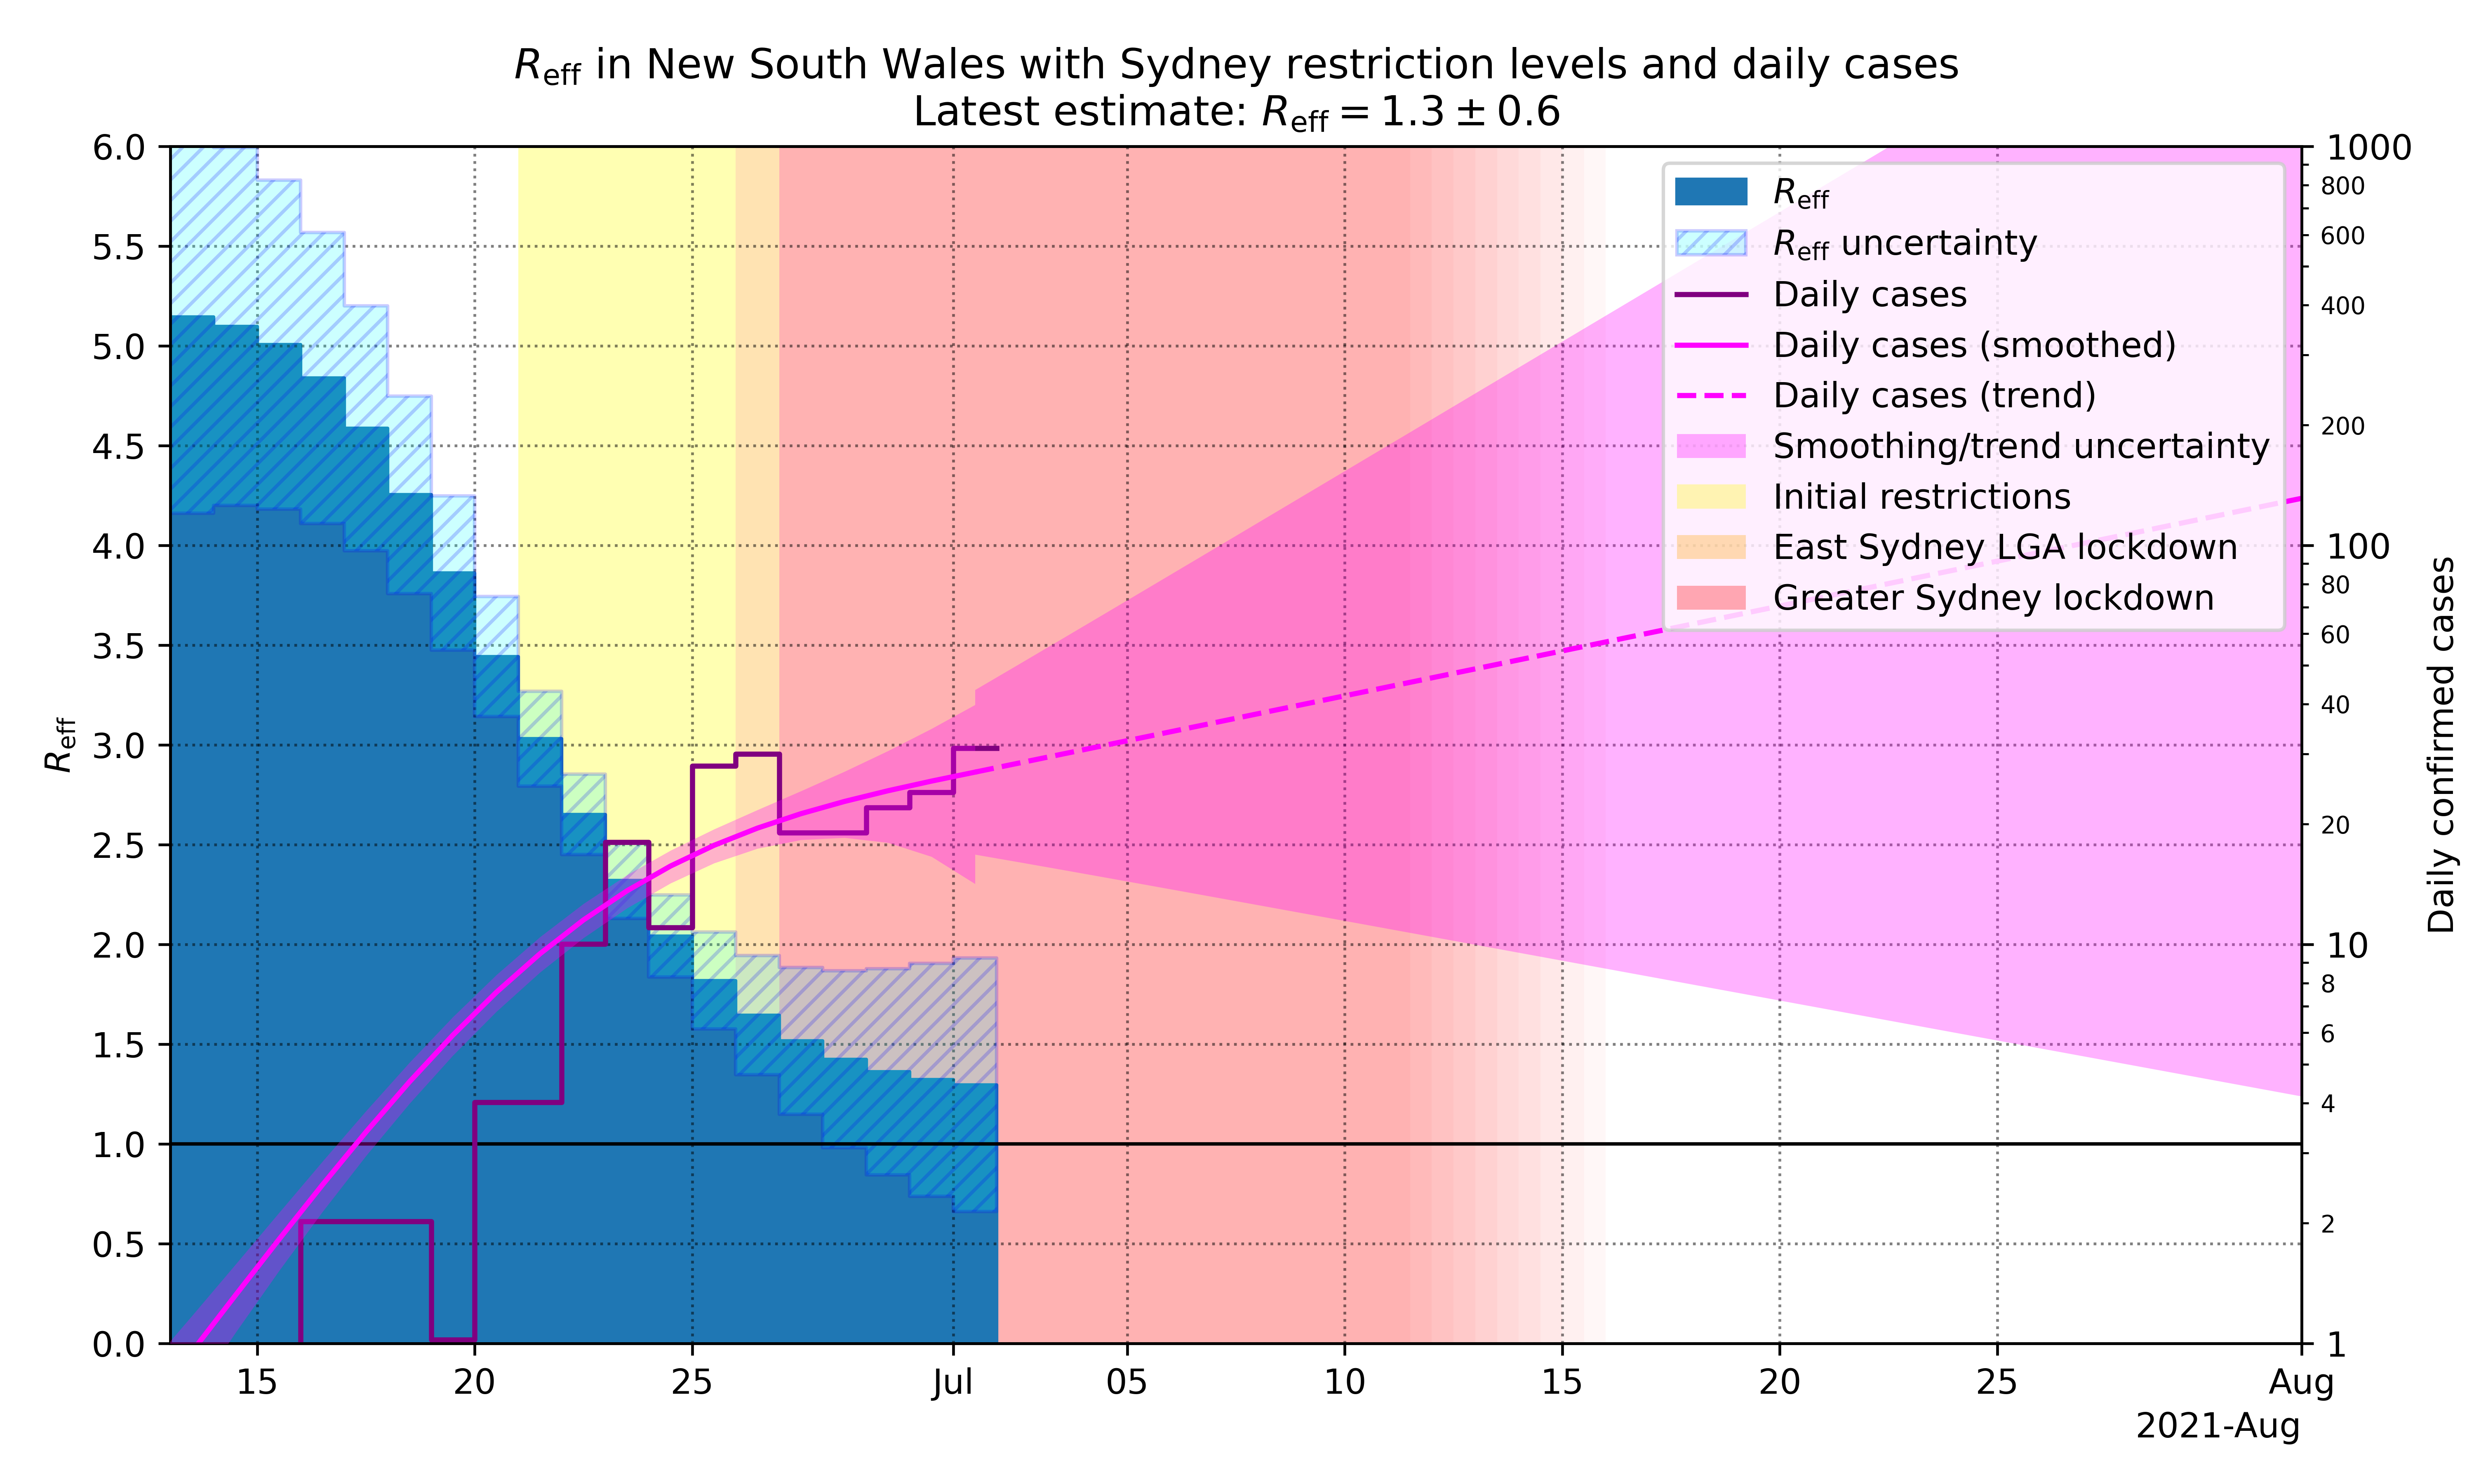 R_eff in New South Wales with Sydney restriction levels and daily cases
Latest estimate: R_eff = 1.3 ± 0.6
6.0
5.5
5.0
4.5
4.0
3.5
3.0
2.5
2.0
1.5
1.0
0.5
0.0
R_eff
R_eff
R_eff uncertainty
Daily cases
Daily cases (smoothed)
Daily cases (trend)
Smoothing/trend uncertainty
Initial restrictions
East Sydney LGA lockdown
Greater Sydney lockdown
1000
800
600
400
200
100
80
60
40
20
10
8
6
4
2
1
Daily confirmed cases
15 20 25 Jul 05 10 15 20 25 Aug
2021-Aug